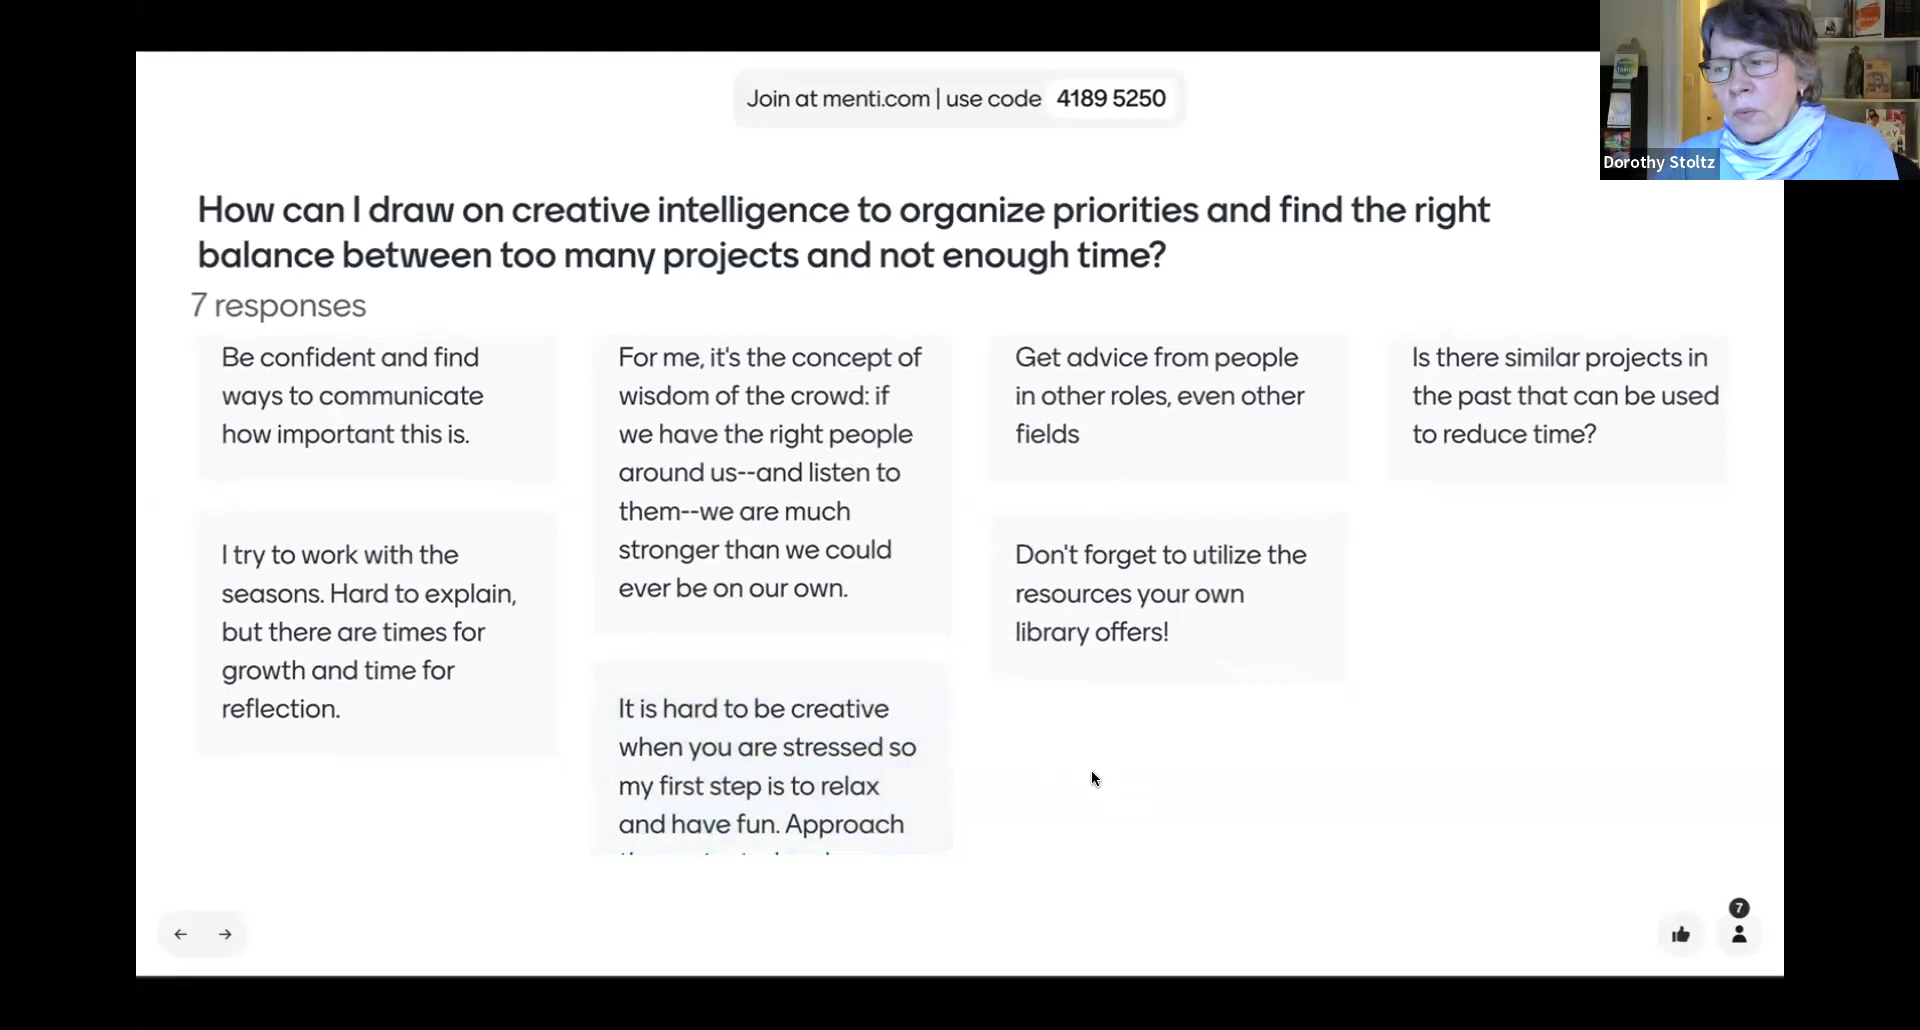 Join at menti.com | use code 4189 5250
Dorothy Stoltz
How can I draw on creative intelligence to organize priorities and find the right
balance between too many projects and not enough time?
7 responses
Be confident and find
ways to communicate
how important this is.
I try to work with the
seasons. Hard to explain,
but there are times for
growth and time for
reflection.
For me, it's the concept of
wisdom of the crowd: if
we have the right people
around us--and listen to
them--we are much
stronger than we could
ever be on our own.
It is hard to be creative
when you are stressed so
my first step is to relax
and have fun. Approach
Get advice from people
in other roles, even other
fields
Don't forget to utilize the
resources your own
library offers!
Is there similar projects in
the past that can be used
to reduce time?
7